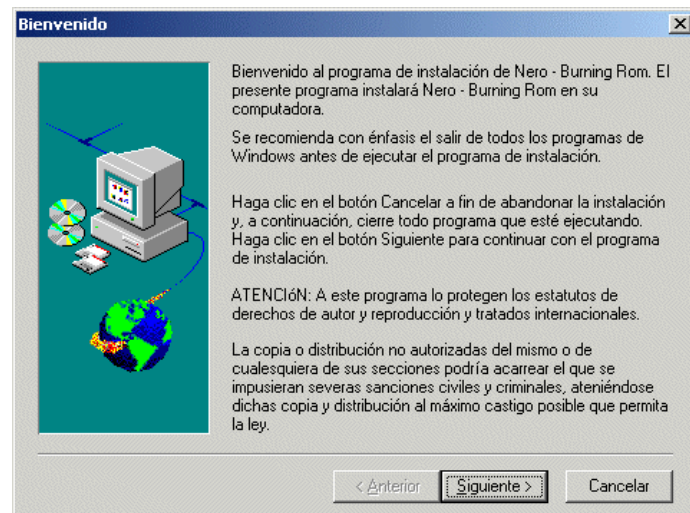 Bienvenido
Bienvenido al programa de instalación de Nero - Burning Rom. El
presente programa instalará Nero - Burning Rom en su
computadora.
Se recomienda con énfasis el salir de todos los programas de
Windows antes de ejecutar el programa de instalación.
Haga clic en el botón Cancelar a fin de abandonar la instalación
y, a continuación, cierre todo programa que esté ejecutando.
Haga clic en el botón Siguiente para continuar con el programa
de instalación.
ATENCIóN: A este programa lo protegen los estatutos de
derechos de autor y reproducción y tratados internacionales.
La copia o distribución no autorizadas del mismo o de
cualesquiera de sus secciones podría acarrear el que se
impusieran severas sanciones civiles y criminales, ateniéndose
dichas copia y distribución al máximo castigo posible que permita
la ley.
< Anterior Siguiente > Cancelar